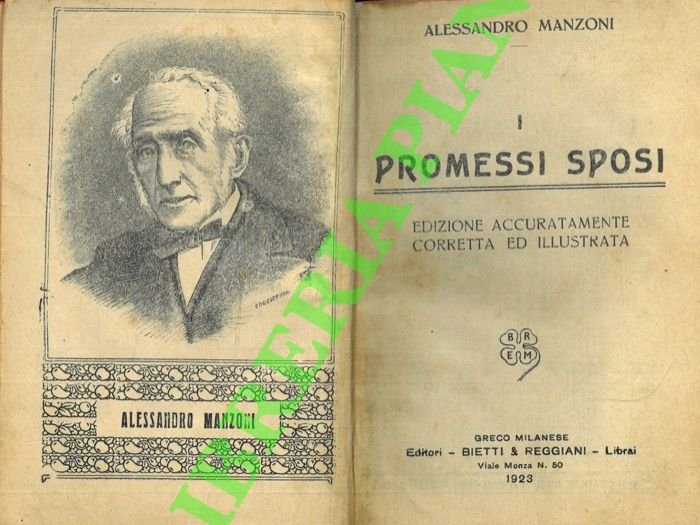 ALESSANDRO MANZONI
ALESSANDRO MANZONI
I
PROMESSI SPOSI
EDIZIONE ACCURATAMENTE
CORRETTA ED ILLUSTRATA
B R
E M
GRECO MILANESE
Editori - BIETTI & REGGIANI - Librai
Viale Monza N. 50
1923
LIBRERIA PIAN